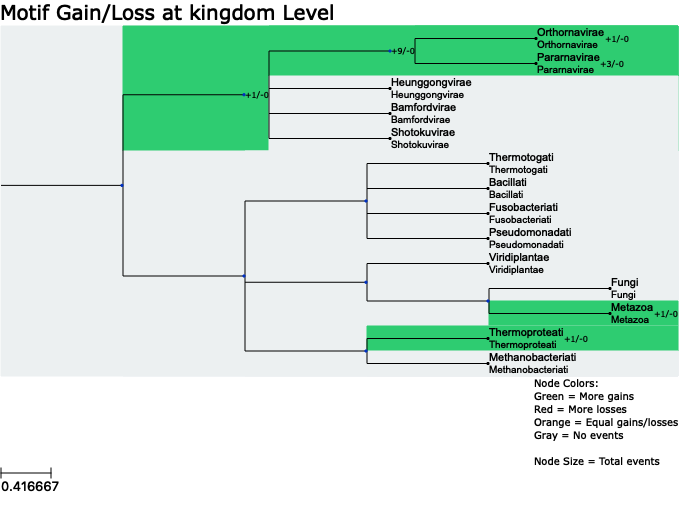 Motif Gain/Loss at kingdom Level
Orthornavirae
Orthornavirae
+1/-0
+9/-0
Pararnavirae
Pararnavirae
+3/-0
Heunggongvirae
Heunggongvirae
+1/-0
Bamfordvirae
Bamfordvirae
Shotokuvirae
Shotokuvirae
Thermotogati
Thermotogati
Bacillati
Bacillati
Fusobacteriati
Fusobacteriati
Pseudomonadati
Pseudomonadati
Viridiplantae
Viridiplantae
Fungi
Fungi
Metazoa
Metazoa
+1/-0
Thermoproteati
Thermoproteati
+1/-0
Methanobacteriati
Methanobacteriati
Node Colors:
Green = More gains
Red = More losses
Orange = Equal gains/losses
Gray = No events
Node Size = Total events
0.416667